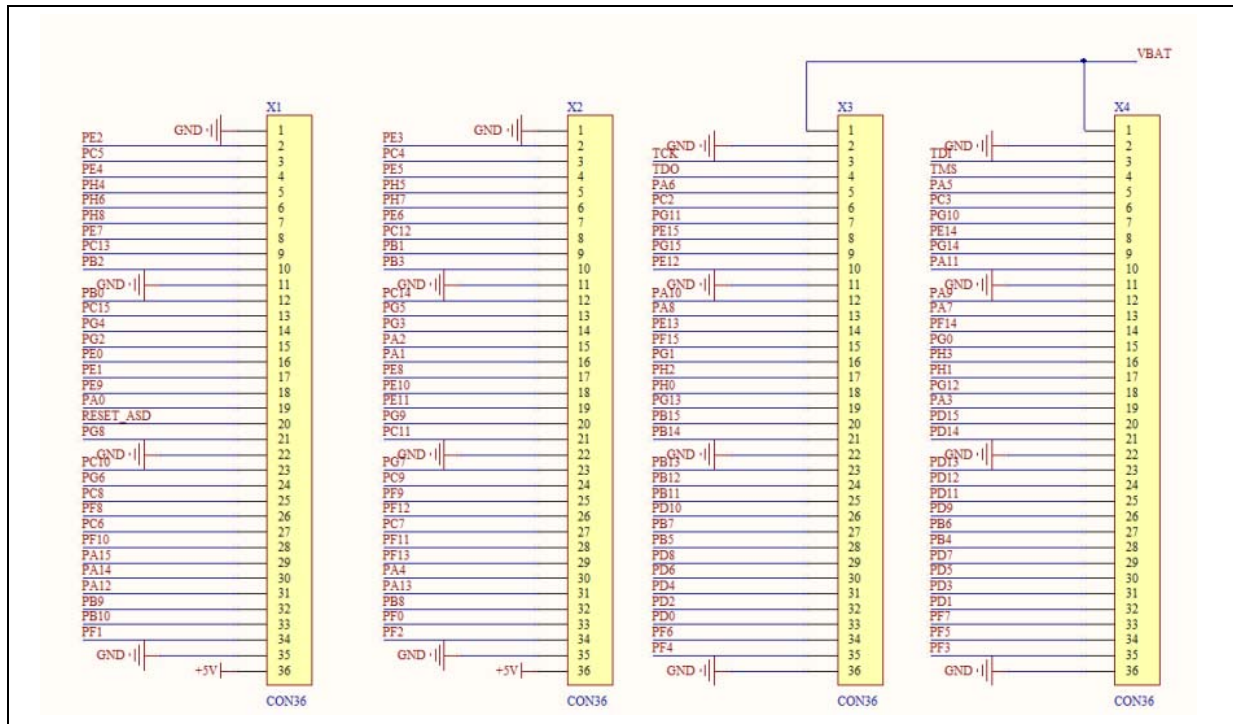 VBAT
X1
GND 1
PE2 2
PC5 3
PE4 4
PH4 5
PH6 6
PH8 7
PE7 8
PC13 9
PB2 10
GND 11
PB0 12
PC15 13
PG4 14
PG2 15
PE0 16
PE1 17
PE9 18
PA0 19
RESET_ASD 20
PG8 21
GND 22
PC10 23
PG6 24
PC8 25
PF8 26
PC6 27
PF10 28
PA15 29
PA14 30
PA12 31
PB9 32
PB10 33
PF1 34
GND 35
+5V 36
CON36
X2
GND 1
PE3 2
PC4 3
PE5 4
PH5 5
PH7 6
PE6 7
PC12 8
PB1 9
PB3 10
GND 11
PC14 12
PG5 13
PG3 14
PA2 15
PA1 16
PE8 17
PE10 18
PE11 19
PG9 20
PC11 21
GND 22
PG7 23
PC9 24
PF9 25
PF12 26
PC7 27
PF11 28
PF13 29
PA4 30
PA13 31
PB8 32
PF0 33
PF2 34
GND 35
+5V 36
CON36
X3
1
GND 2
TCK 3
TDO 4
PA6 5
PC2 6
PG11 7
PE15 8
PG15 9
PE12 10
GND 11
PA10 12
PA8 13
PE13 14
PF15 15
PG1 16
PH2 17
PH0 18
PG13 19
PB15 20
PB14 21
GND 22
PB13 23
PB12 24
PB11 25
PD10 26
PB7 27
PB5 28
PD8 29
PD6 30
PD4 31
PD2 32
PD0 33
PF6 34
PF4 35
GND 36
CON36
X4
1
GND 2
TDI 3
TMS 4
PA5 5
PC3 6
PG10 7
PE14 8
PG14 9
PA11 10
GND 11
PA9 12
PA7 13
PF14 14
PG0 15
PH3 16
PH1 17
PG12 18
PA3 19
PD15 20
PD14 21
GND 22
PD13 23
PD12 24
PD11 25
PD9 26
PB6 27
PB4 28
PD7 29
PD5 30
PD3 31
PD1 32
PF7 33
PF5 34
PF3 35
GND 36
CON36